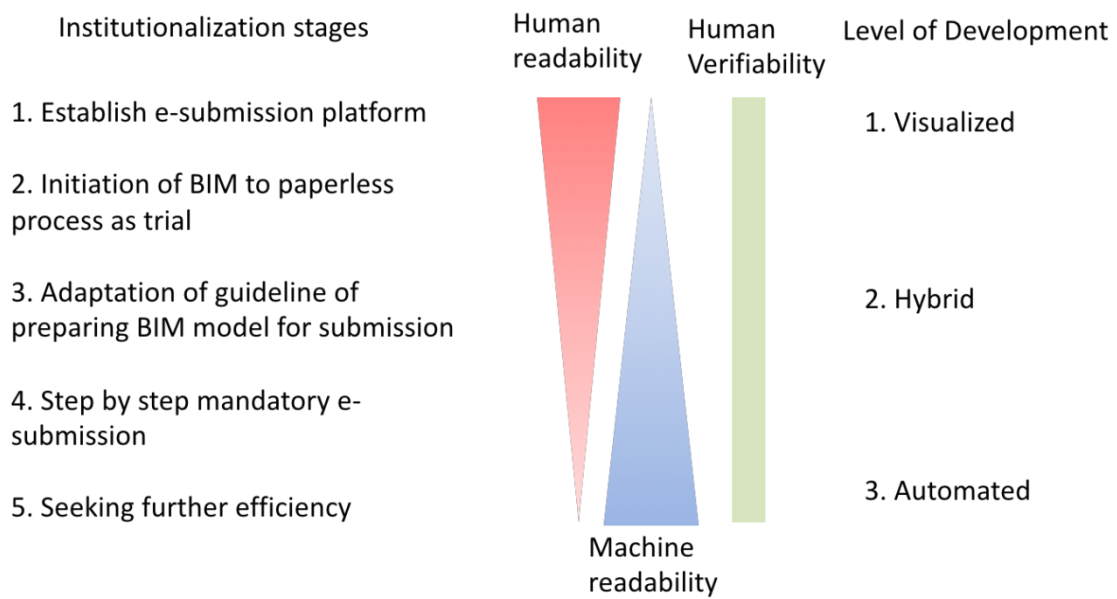 Institutionalization stages
1. Establish e-submission platform
2. Initiation of BIM to paperless
process as trial
3. Adaptation of guideline of
preparing BIM model for submission
4. Step by step mandatory e-
submission
5. Seeking further efficiency
Human
readability
Human
Verifiability
Machine
readability
Level of Development
1. Visualized
2. Hybrid
3. Automated